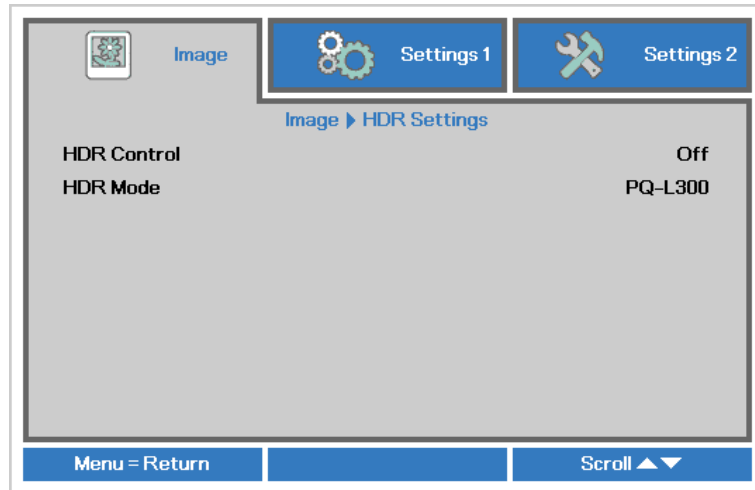 Image
Settings 1
Settings 2
Image ▶ HDR Settings
HDR Control Off
HDR Mode PQ-L300
Menu = Return
Scroll ▲▼